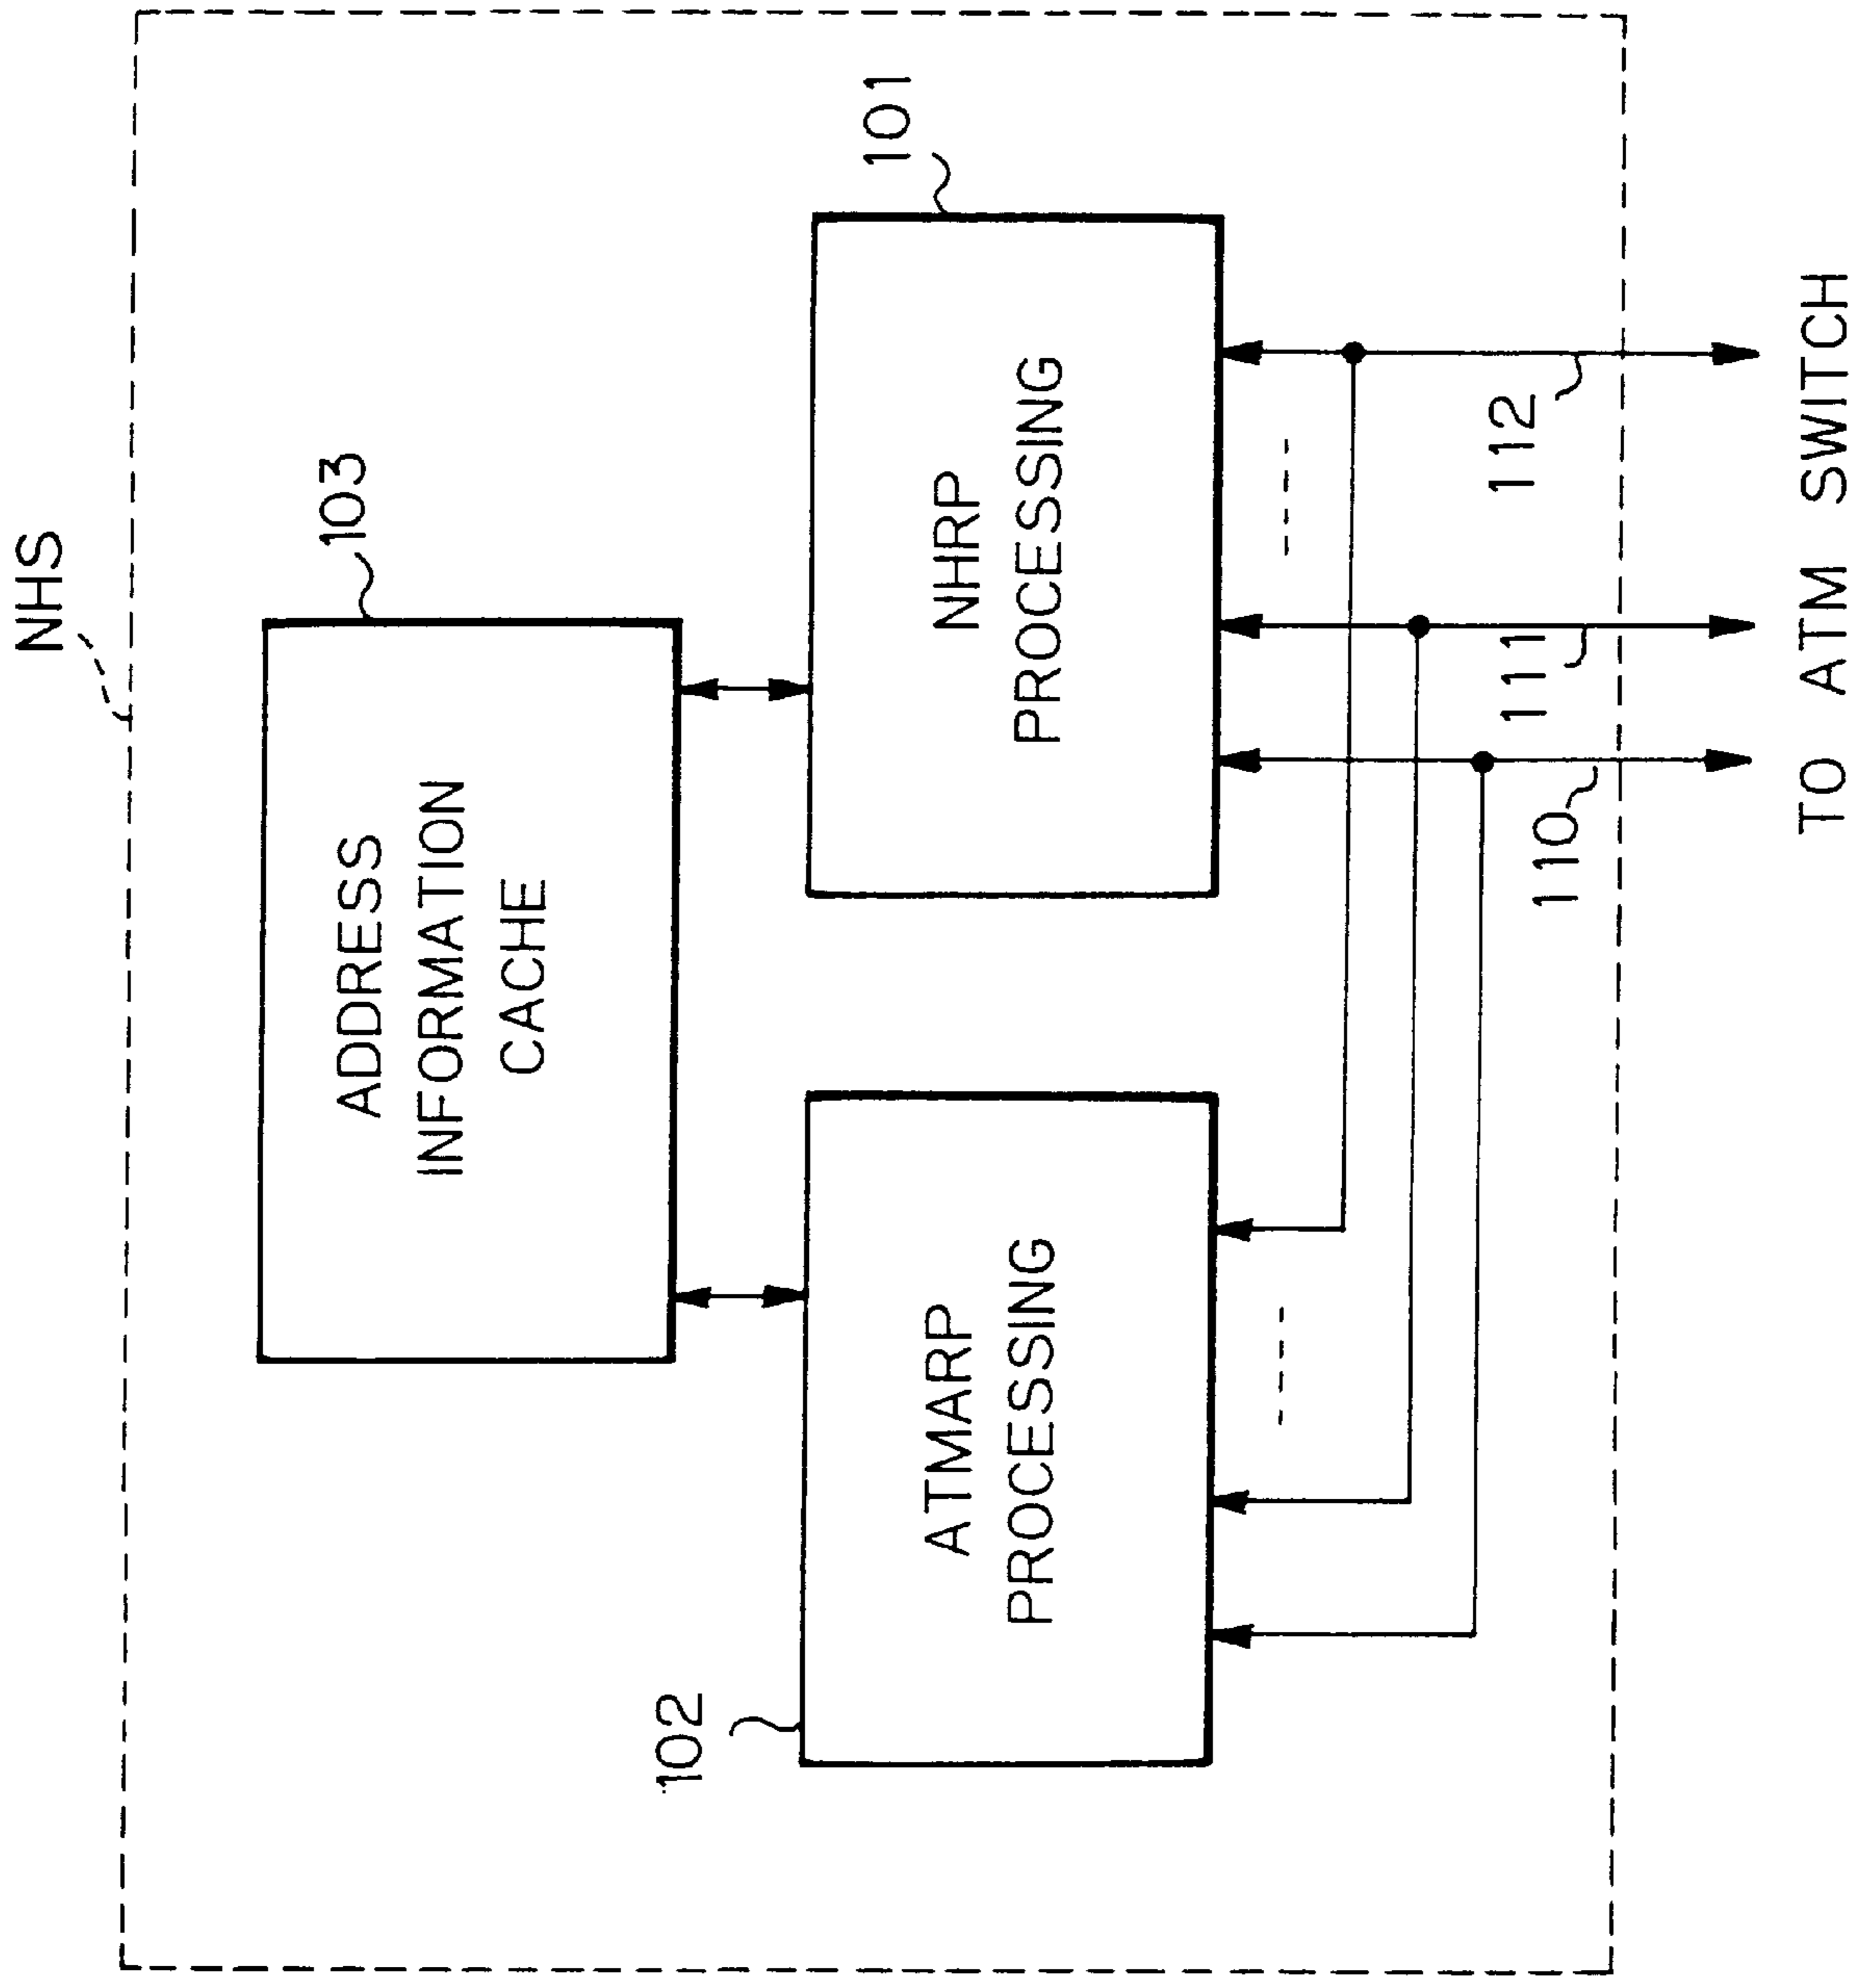 NHS
103
ADDRESS
INFORMATION
CACHE
101
NHRP
PROCESSING
102
ATMARP
PROCESSING
110
111
112
TO ATM SWITCH